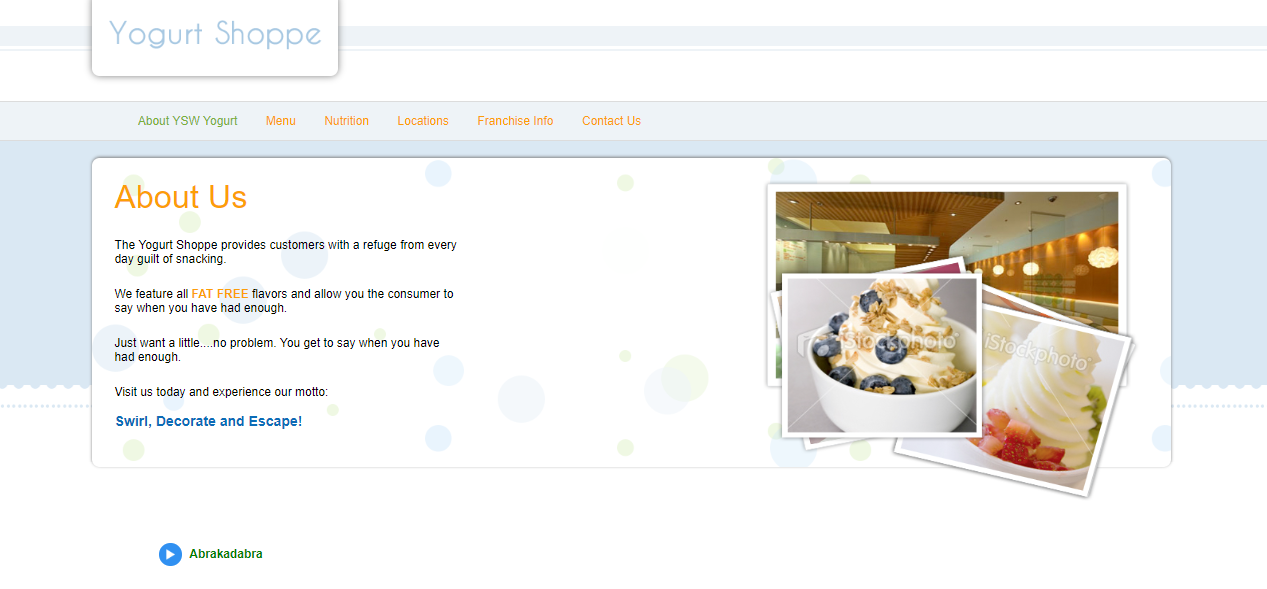 Yogurt Shoppe
About YSW Yogurt Menu Nutrition Locations Franchise Info Contact Us
About Us
The Yogurt Shoppe provides customers with a refuge from every
day guilt of snacking.
We feature all FAT FREE flavors and allow you the consumer to
say when you have had enough.
Just want a little....no problem. You get to say when you have
had enough.
Visit us today and experience our motto:
Swirl, Decorate and Escape!
iStockphoto
iStockphoto
Abrakadabra